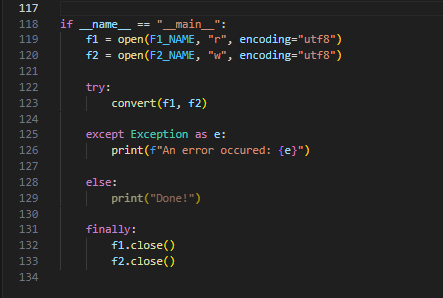 117
118 if __name__ == "__main__":
119     f1 = open(F1_NAME, "r", encoding="utf8")
120     f2 = open(F2_NAME, "w", encoding="utf8")
121
122     try:
123         convert(f1, f2)
124
125     except Exception as e:
126         print(f"An error occured: {e}")
127
128     else:
129         print("Done!")
130
131     finally:
132         f1.close()
133         f2.close()
134